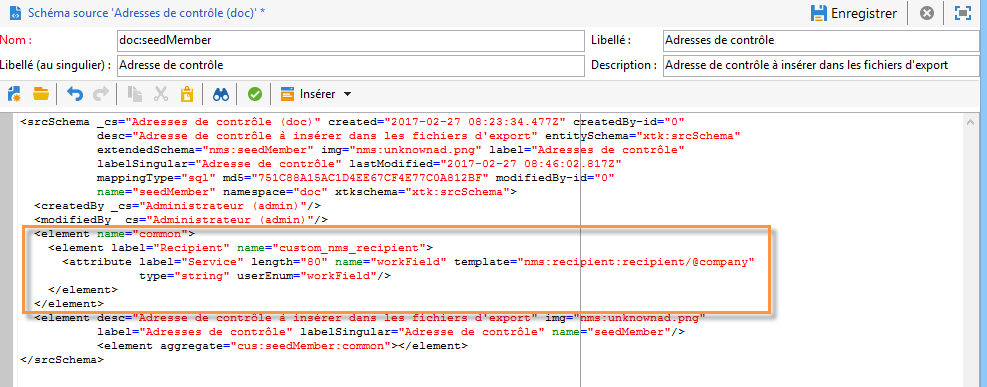 Schéma source 'Adresses de contrôle (doc)' *
Enregistrer
Nom : doc:seedMember Libellé : Adresses de contrôle
Libellé (au singulier) : Adresse de contrôle Description : Adresse de contrôle à insérer dans les fichiers d'export
Insérer
<srcSchema _cs="Adresses de contrôle (doc)" created="2017-02-27 08:23:34.477Z" createdBy-id="0"
desc="Adresse de contrôle à insérer dans les fichiers d'export" entitySchema="xtk:srcSchema"
extendedSchema="nms:seedMember" img="nms:unknownad.png" label="Adresses de contrôle"
labelSingular="Adresse de contrôle" lastModified="2017-02-27 08:46:02.817Z"
mappingType="sql" md5="751C88A15AC1D4EE67CF4E77C0A812BF" modifiedBy-id="0"
name="seedMember" namespace="doc" xtkschema="xtk:srcSchema">
<createdBy _cs="Administrateur (admin)"/>
<modifiedBy _cs="Administrateur (admin)"/>
<element name="common">
<element label="Recipient" name="custom_nms_recipient">
<attribute label="Service" length="80" name="workField" template="nms:recipient:recipient/@company"
type="string" userEnum="workField"/>
</element>
</element>
<element desc="Adresse de contrôle à insérer dans les fichiers d'export" img="nms:unknownad.png"
label="Adresses de contrôle" labelSingular="Adresse de contrôle" name="seedMember"/>
<element aggregate="cus:seedMember:common"></element>
</srcSchema>